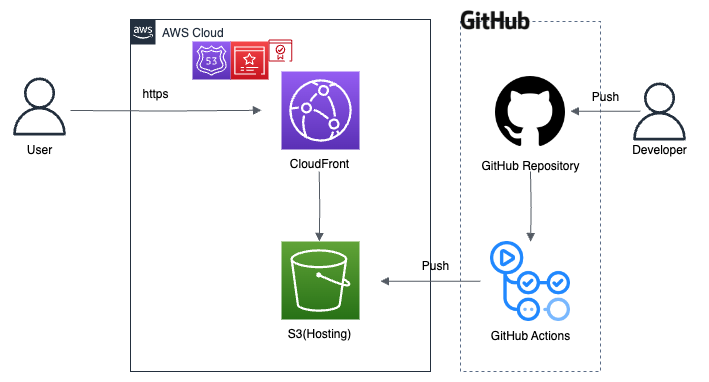 aws
AWS Cloud
GitHub
53
https
Push
User
CloudFront
GitHub Repository
Developer
Push
S3(Hosting)
GitHub Actions